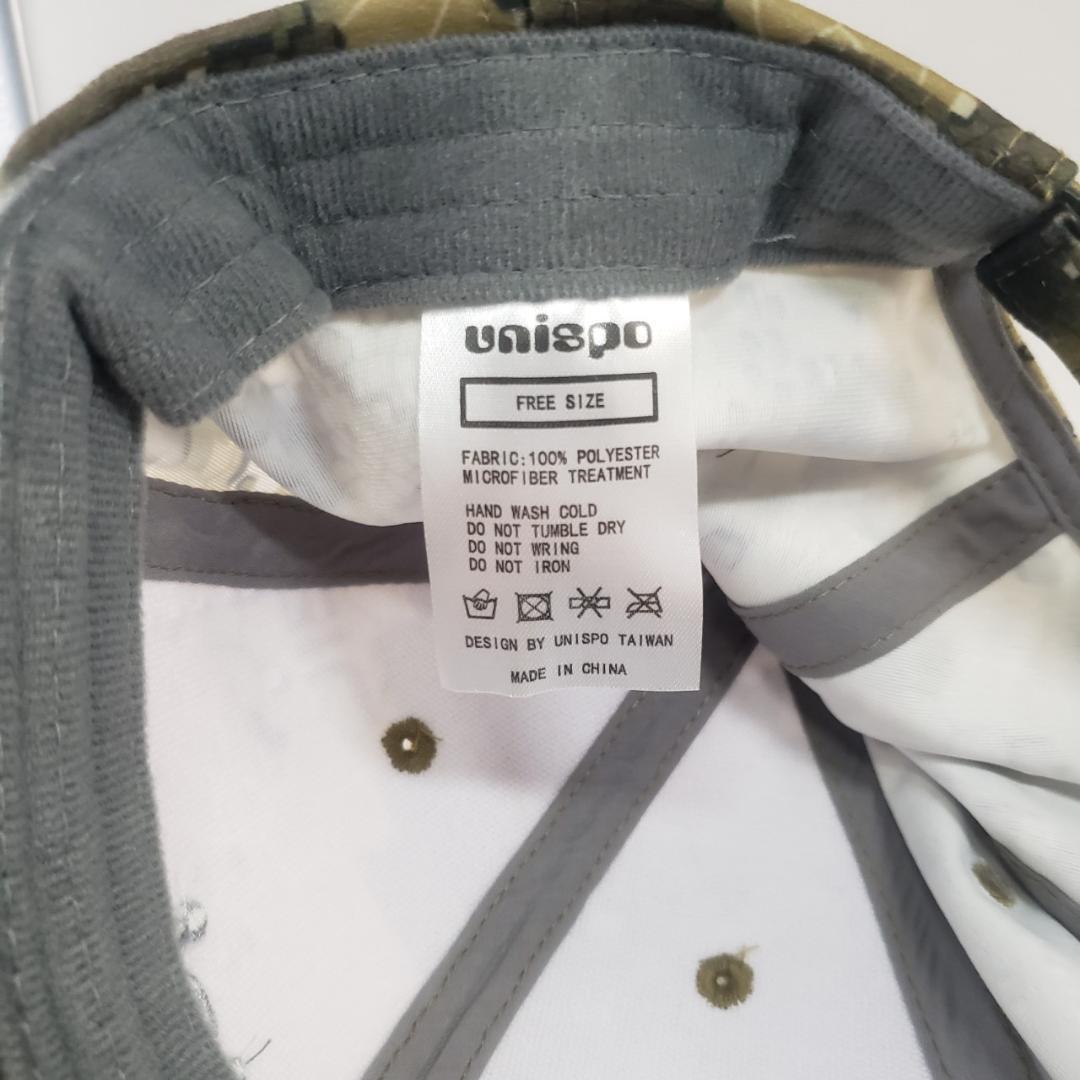 unispo
FREE SIZE
FABRIC:100% POLYESTER
MICROFIBER TREATMENT
HAND WASH COLD
DO NOT TUMBLE DRY
DO NOT WRING
DO NOT IRON
DESIGN BY UNISPO TAIWAN
MADE IN CHINA